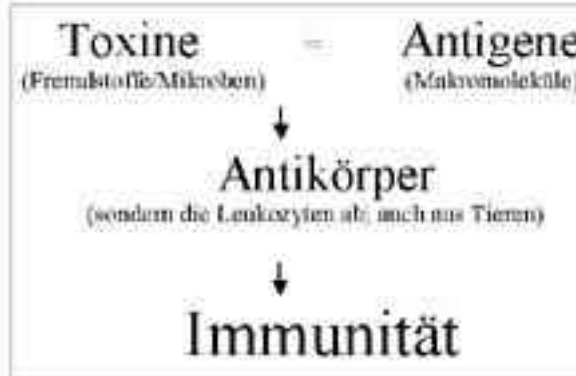 Toxine = Antigene
(Fremdstoffe/Mikroben) (Makromoleküle)
Antikörper
(sondern die Leukozyten ab, auch aus Tieren)
Immunität